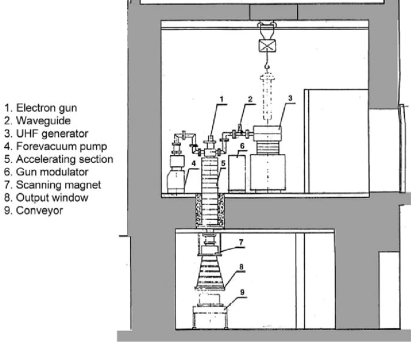 1. Electron gun
2. Waveguide
3. UHF generator
4. Forevacuum pump
5. Accelerating section
6. Gun modulator
7. Scanning magnet
8. Output window
9. Conveyor
1
2
3
4
5
6
7
8
9